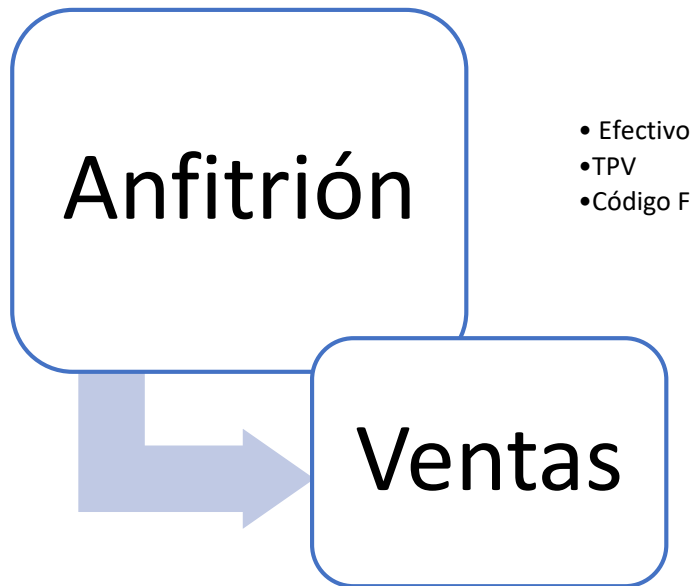 Anfitrión
• Efectivo
•TPV
•Código F
Ventas